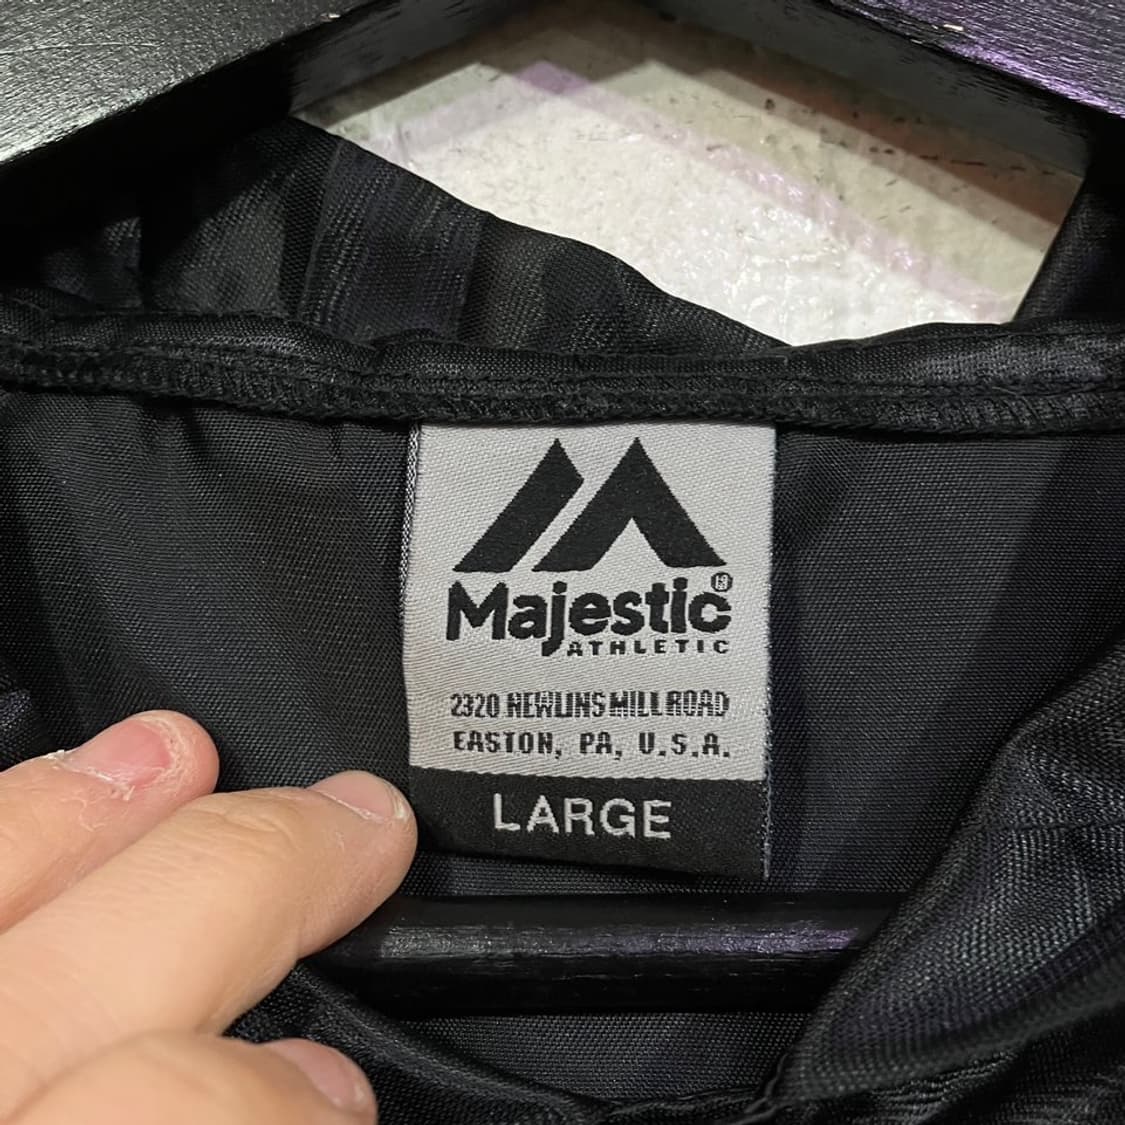 Majestic®
ATHLETIC
2320 NEWLINS MILL ROAD
EASTON, PA, U.S.A.
LARGE